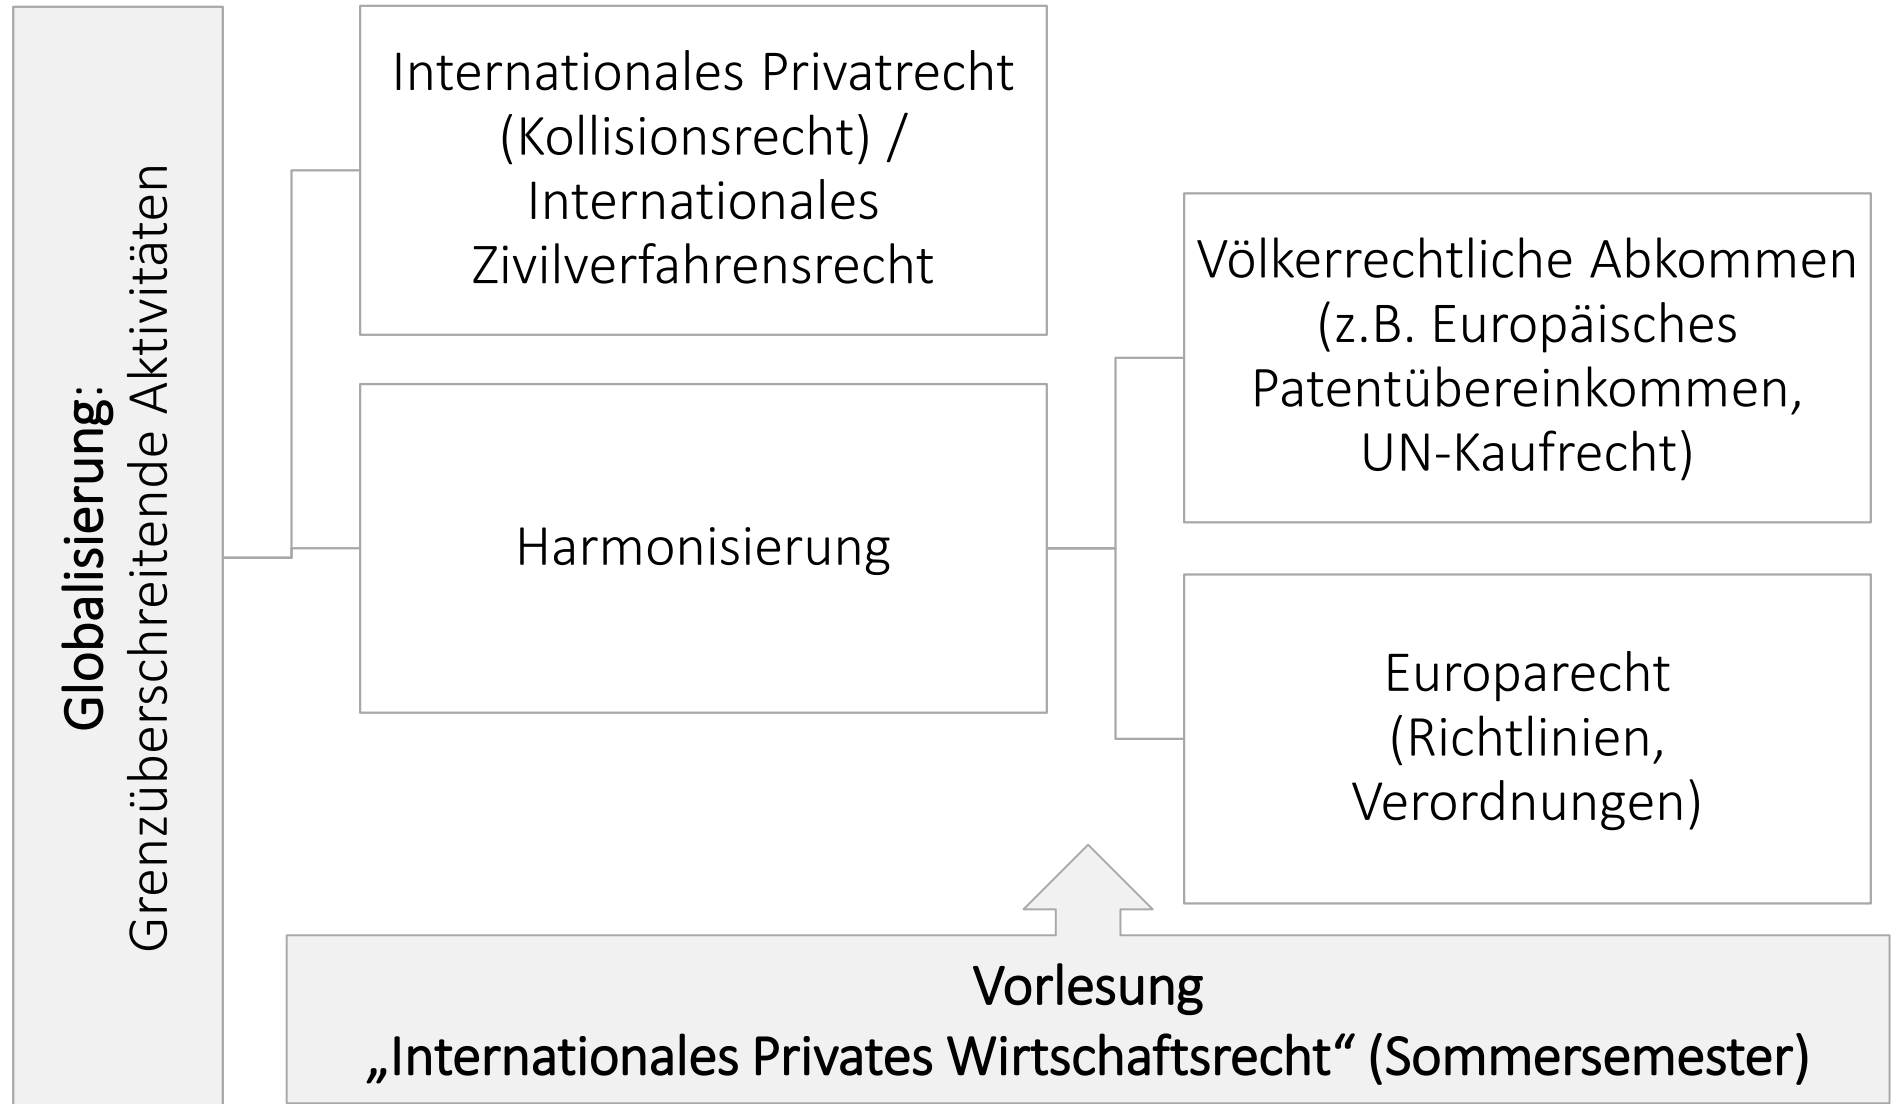 Globalisierung:
Grenzüberschreitende Aktivitäten
Internationales Privatrecht
(Kollisionsrecht) /
Internationales
Zivilverfahrensrecht
Harmonisierung
Völkerrechtliche Abkommen
(z.B. Europäisches
Patentübereinkommen,
UN-Kaufrecht)
Europarecht
(Richtlinien,
Verordnungen)
Vorlesung
„Internationales Privates Wirtschaftsrecht“ (Sommersemester)